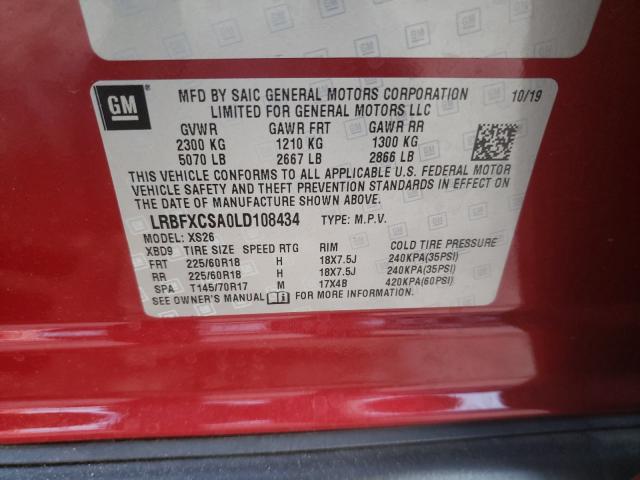 GM
MFD BY SAIC GENERAL MOTORS CORPORATION 10/19
LIMITED FOR GENERAL MOTORS LLC
GVWR GAWR FRT GAWR RR
2300 KG 1210 KG 1300 KG
5070 LB 2667 LB 2866 LB
THIS VEHICLE CONFORMS TO ALL APPLICABLE U.S. FEDERAL MOTOR
VEHICLE SAFETY AND THEFT PREVENTION STANDARDS IN EFFECT ON
THE DATE OF MANUFACTURE SHOWN ABOVE.
LRBFXCSA0LD108434 TYPE: M.P.V.
MODEL: XS26
XBD9 TIRE SIZE SPEED RTG RIM COLD TIRE PRESSURE
FRT 225/60R18 H 18X7.5J 240KPA(35PSI)
RR 225/60R18 H 18X7.5J 240KPA(35PSI)
SPA T145/70R17 M 17X4B 420KPA(60PSI)
SEE OWNER'S MANUAL FOR MORE INFORMATION.